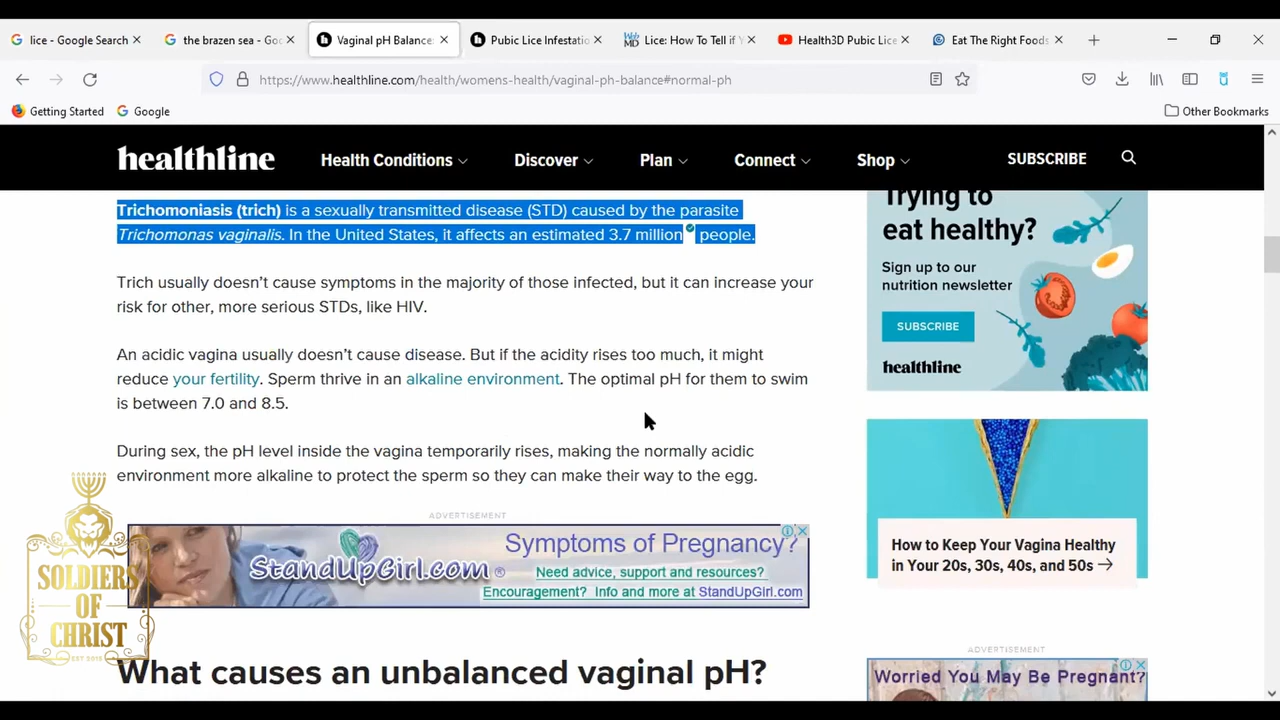 lice - Google Search
the brazen sea - Goo
Vaginal pH Balance:
Pubic Lice Infestatio
WebMD
Lice: How To Tell if Y
Health3D Pubic Lice
Eat The Right Foods
https://www.healthline.com/health/womens-health/vaginal-ph-balance#normal-ph
Getting Started
Google
Other Bookmarks
healthline
Health Conditions
Discover
Plan
Connect
Shop
SUBSCRIBE
Trichomoniasis (trich) is a sexually transmitted disease (STD) caused by the parasite
Trichomonas vaginalis. In the United States, it affects an estimated 3.7 million people.
Trich usually doesn’t cause symptoms in the majority of those infected, but it can increase your
risk for other, more serious STDs, like HIV.
An acidic vagina usually doesn’t cause disease. But if the acidity rises too much, it might
reduce your fertility. Sperm thrive in an alkaline environment. The optimal pH for them to swim
is between 7.0 and 8.5.
During sex, the pH level inside the vagina temporarily rises, making the normally acidic
environment more alkaline to protect the sperm so they can make their way to the egg.
ADVERTISEMENT
StandUpGirl.com®
Symptoms of Pregnancy?
Need advice, support and resources?
Encouragement? Info and more at StandUpGirl.com
What causes an unbalanced vaginal pH?
Trying to
eat healthy?
Sign up to our
nutrition newsletter
SUBSCRIBE
healthline
How to Keep Your Vagina Healthy
in Your 20s, 30s, 40s, and 50s →
ADVERTISEMENT
Worried You May Be Pregnant?
SOLDIERS
OF
CHRIST
EST 2015